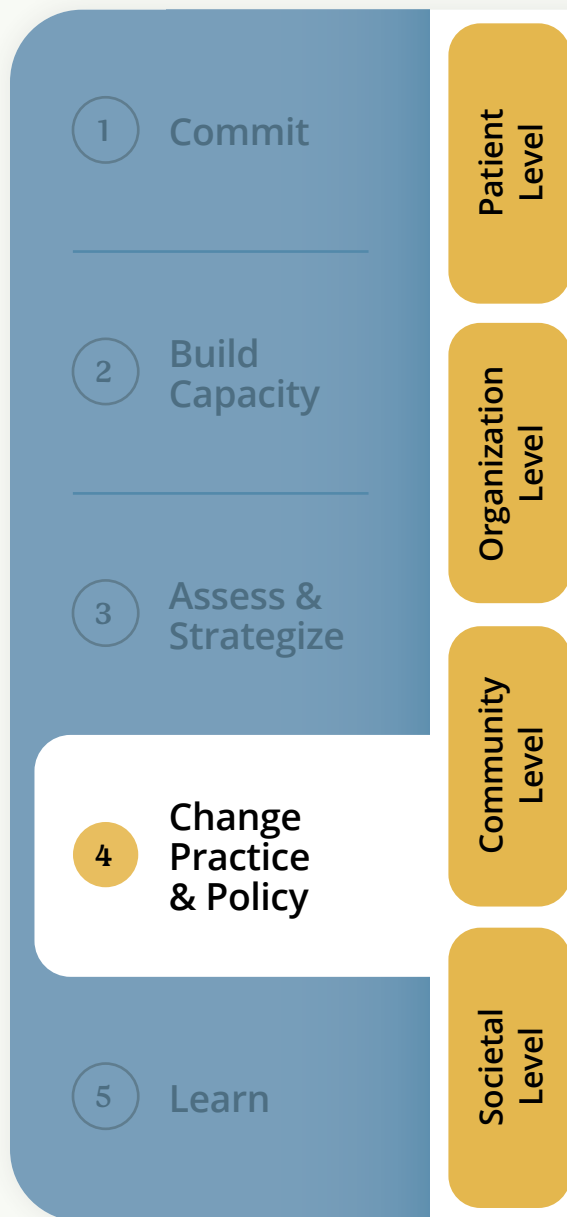 1
Commit
2
Build
Capacity
3
Assess &
Strategize
4
Change
Practice
& Policy
5
Learn
Patient
Level
Organization
Level
Community
Level
Societal
Level